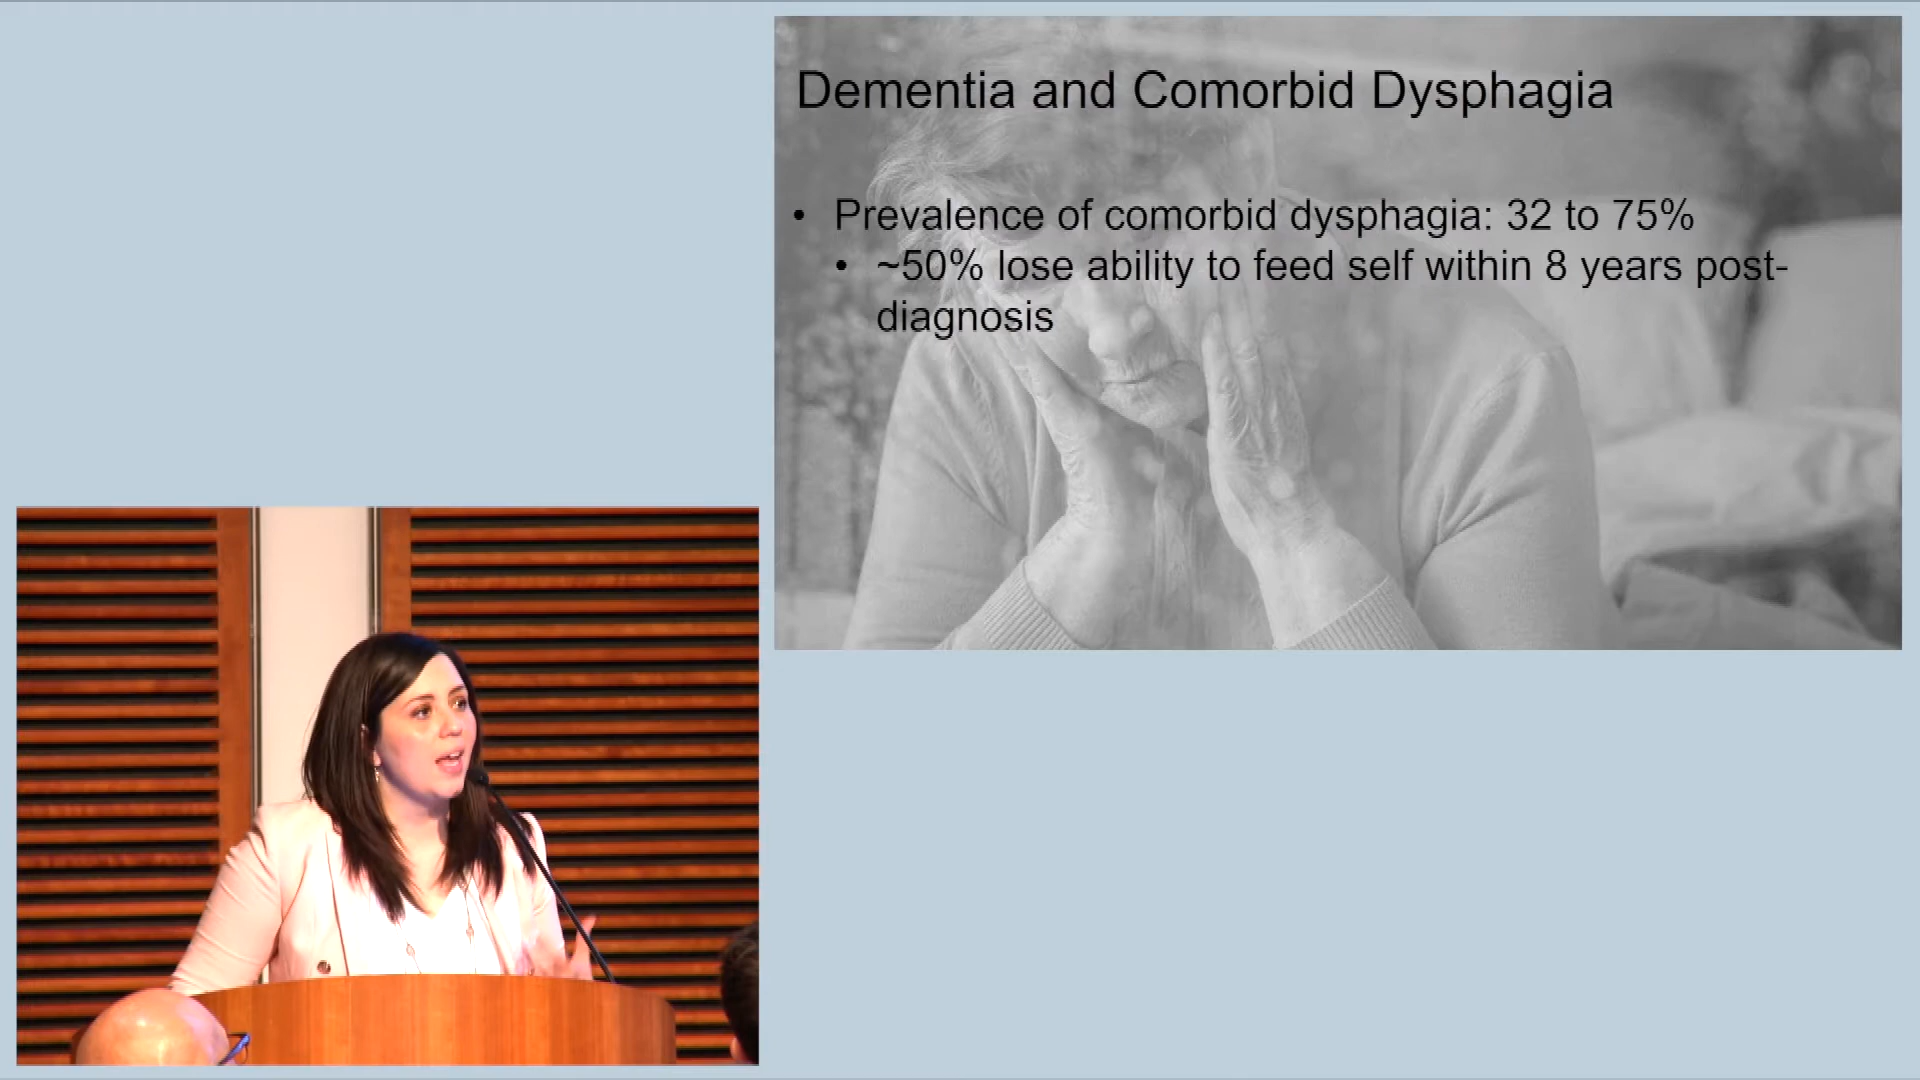 Dementia and Comorbid Dysphagia
• Prevalence of comorbid dysphagia: 32 to 75%
• ~50% lose ability to feed self within 8 years post-
diagnosis